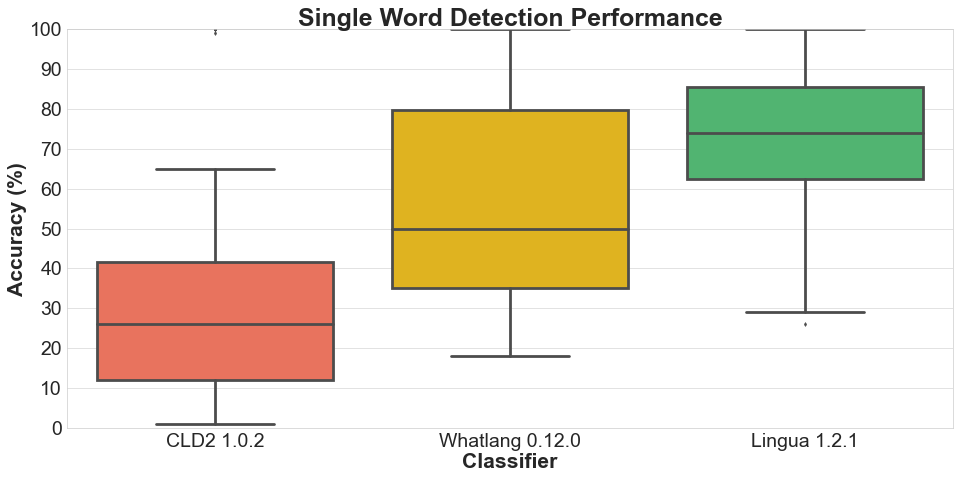 Single Word Detection Performance
Accuracy (%)
100
90
80
70
60
50
40
30
20
10
0
CLD2 1.0.2 Whatlang 0.12.0 Lingua 1.2.1
Classifier